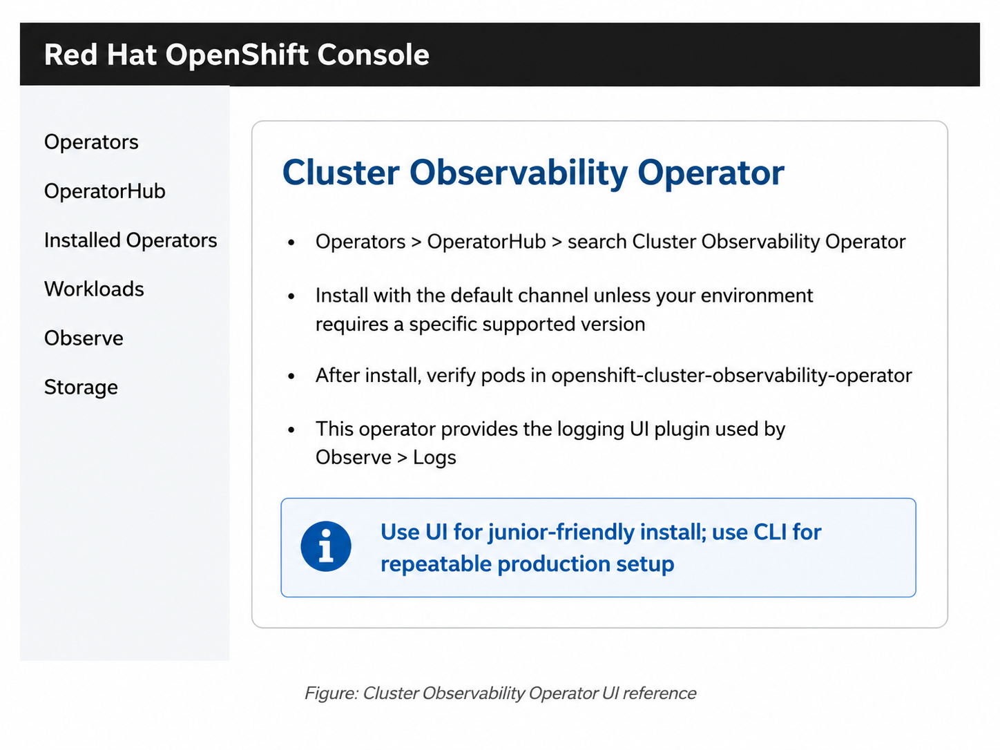 Red Hat OpenShift Console
Operators
OperatorHub
Installed Operators
Workloads
Observe
Storage
Cluster Observability Operator
• Operators > OperatorHub > search Cluster Observability Operator
• Install with the default channel unless your environment
requires a specific supported version
• After install, verify pods in openshift-cluster-observability-operator
• This operator provides the logging UI plugin used by
Observe > Logs
Use UI for junior-friendly install; use CLI for
repeatable production setup
Figure: Cluster Observability Operator UI reference